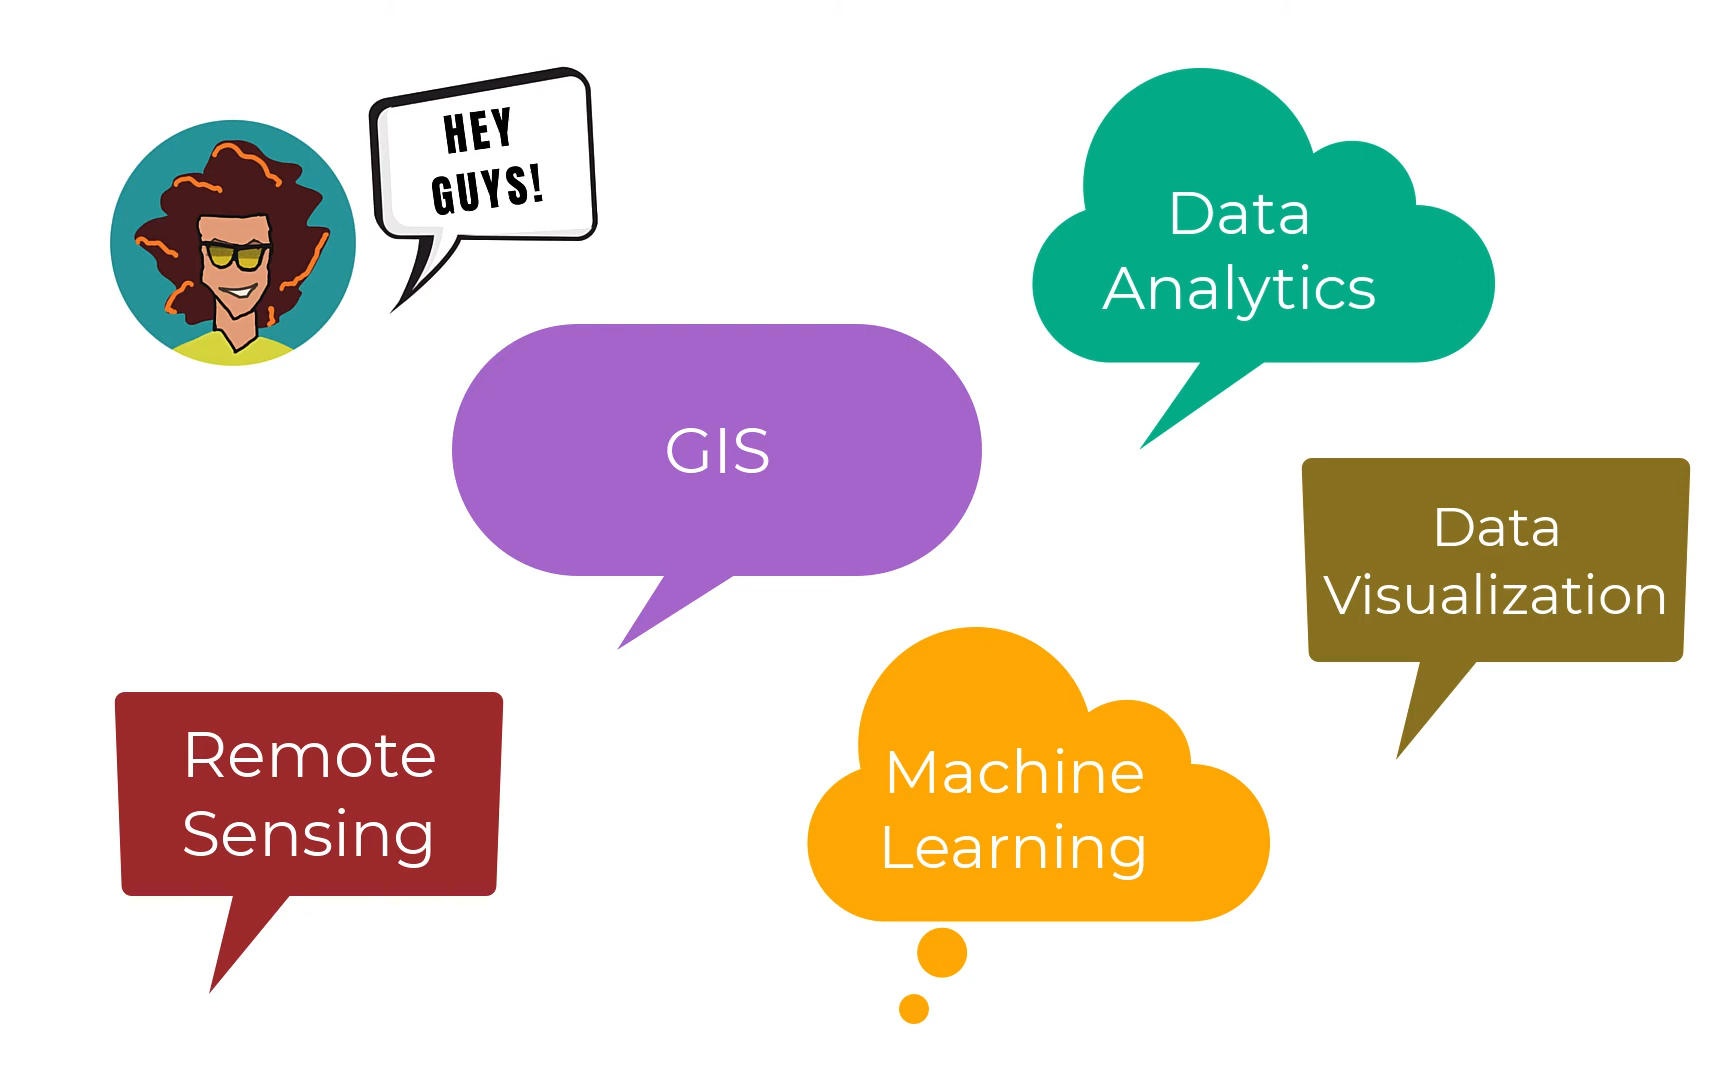 HEY
GUYS!
Data
Analytics
GIS
Data
Visualization
Remote
Sensing
Machine
Learning